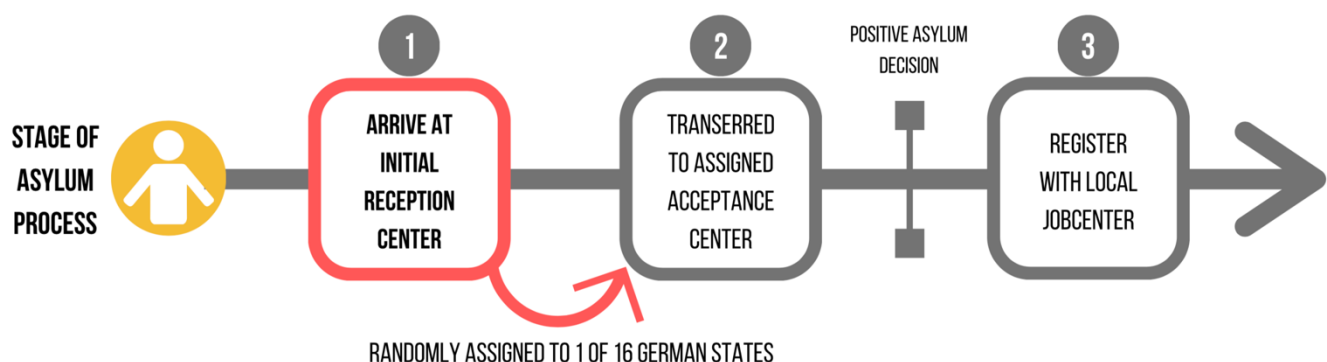 STAGE OF
ASYLUM
PROCESS
1
ARRIVE AT
INITIAL
RECEPTION
CENTER
2
TRANSERRED
TO ASSIGNED
ACCEPTANCE
CENTER
POSITIVE ASYLUM
DECISION
3
REGISTER
WITH LOCAL
JOBCENTER
RANDOMLY ASSIGNED TO 1 OF 16 GERMAN STATES